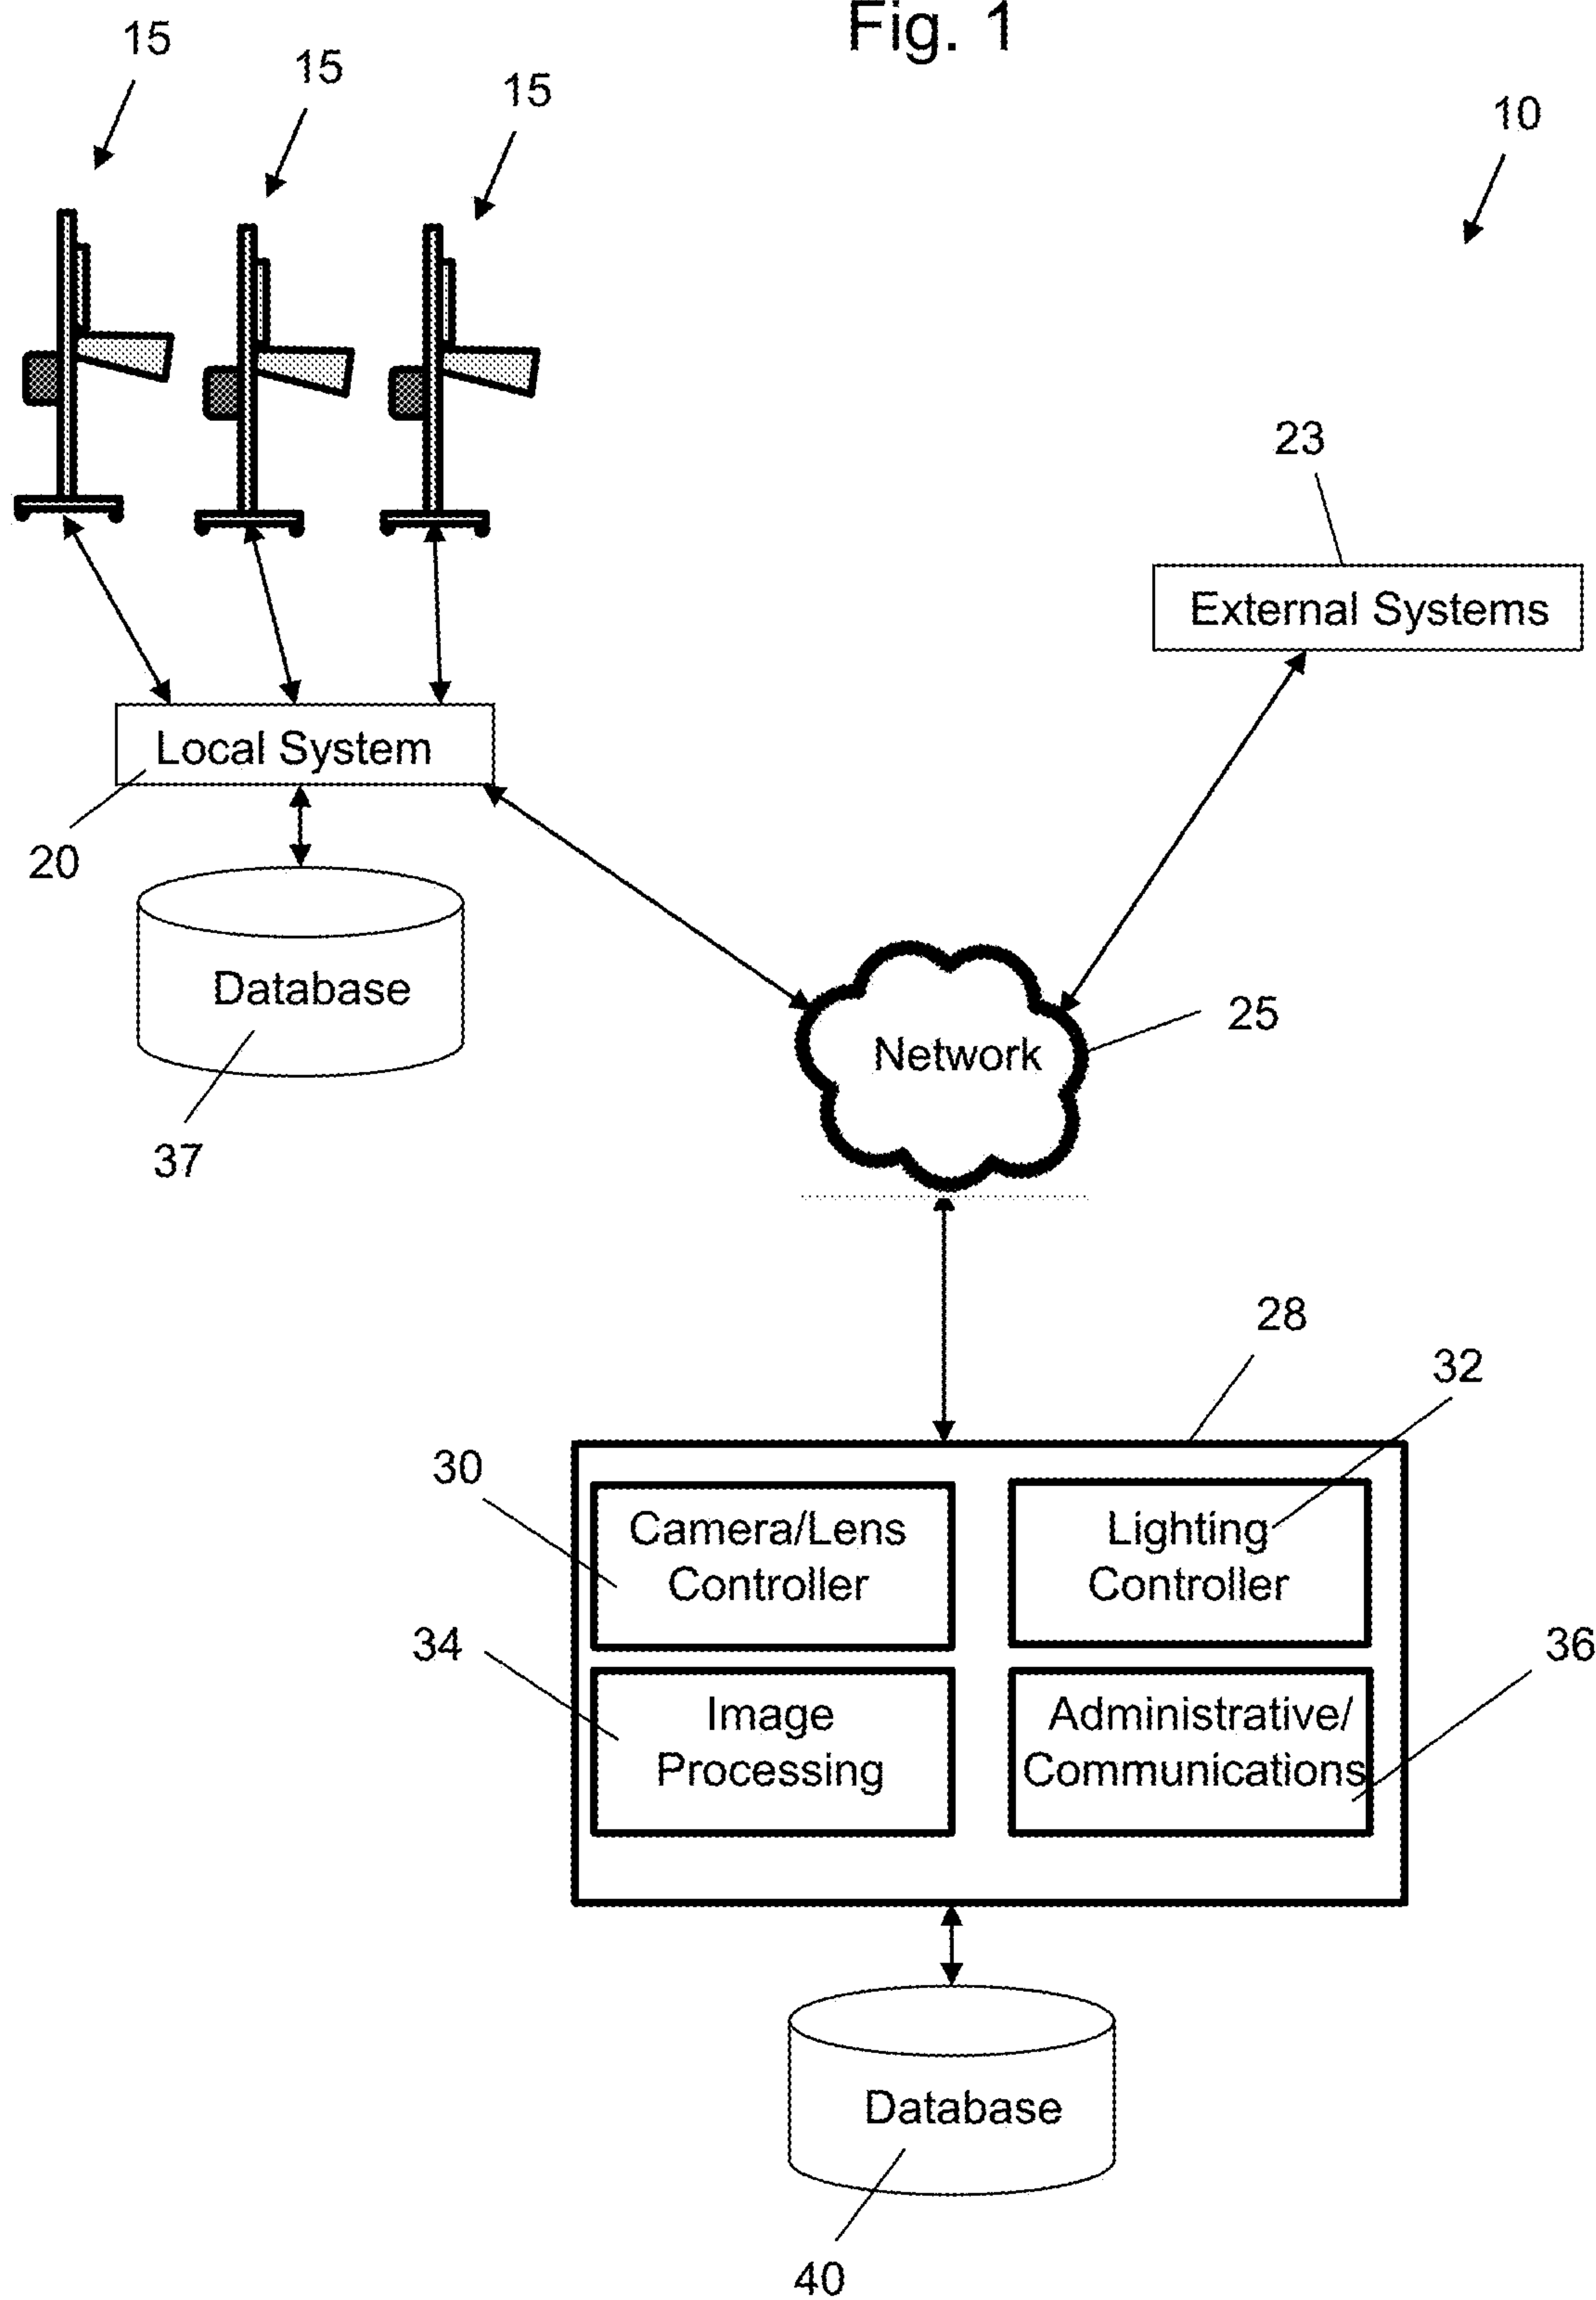 Fig. 1
15
15
15
10
23
External Systems
Local System
20
Database
37
Network
25
28
32
30
Camera/Lens
Controller
Lighting
Controller
34
36
Image
Processing
Administrative/
Communications
Database
40